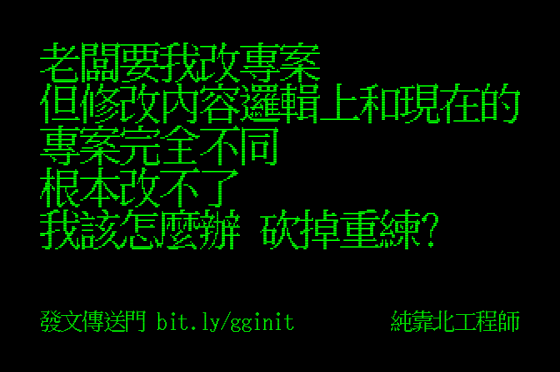 老闆要我改專案
但修改內容邏輯上和現在的
專案完全不同
根本改不了
我該怎麼辦 砍掉重練?
發文傳送門 bit.ly/gginit 純靠北工程師